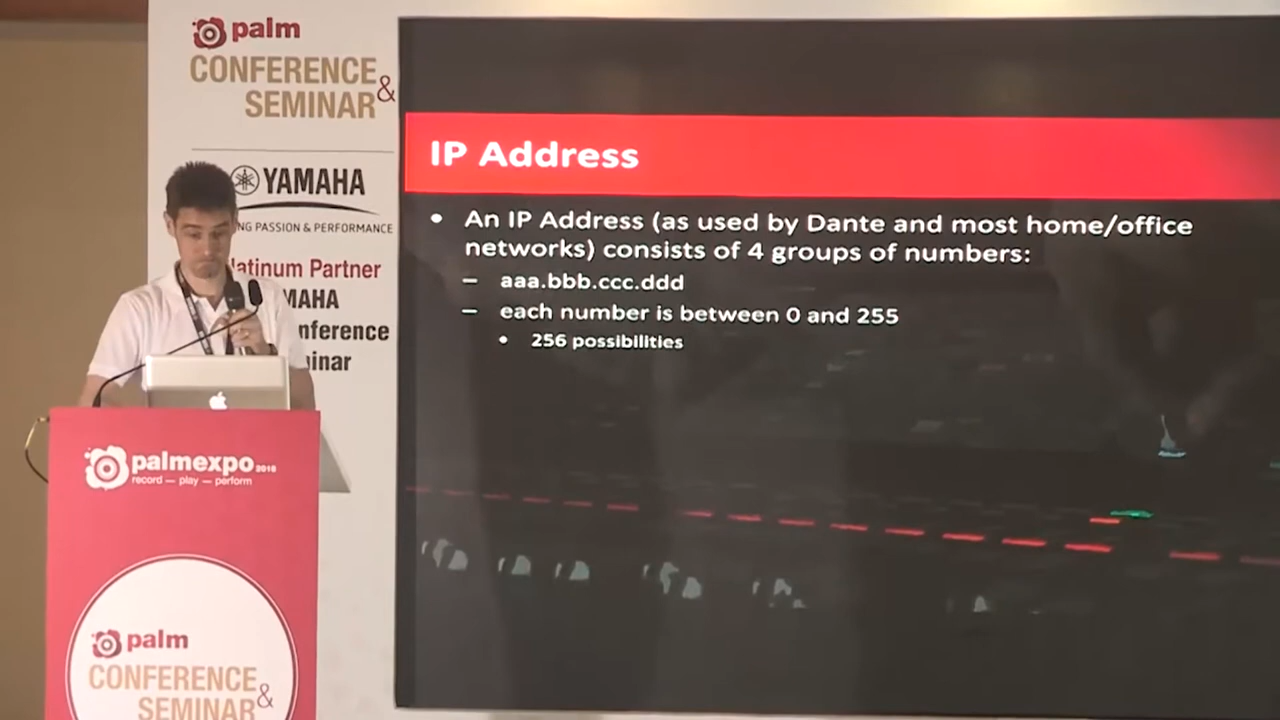 palm
CONFERENCE
&
SEMINAR
YAMAHA
NG PASSION & PERFORMANCE
latinum Partner
MAHA
nference
inar
IP Address
• An IP Address (as used by Dante and most home/office
networks) consists of 4 groups of numbers:
– aaa.bbb.ccc.ddd
– each number is between 0 and 255
• 256 possibilities
palmexpo
record — play — perform
palm
CONFERENCE
&
SEMINAR